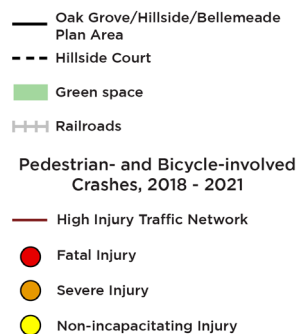 Oak Grove/Hillside/Bellemeade
Plan Area
Hillside Court
Green space
Railroads
Pedestrian- and Bicycle-involved
Crashes, 2018 - 2021
High Injury Traffic Network
Fatal Injury
Severe Injury
Non-incapacitating Injury